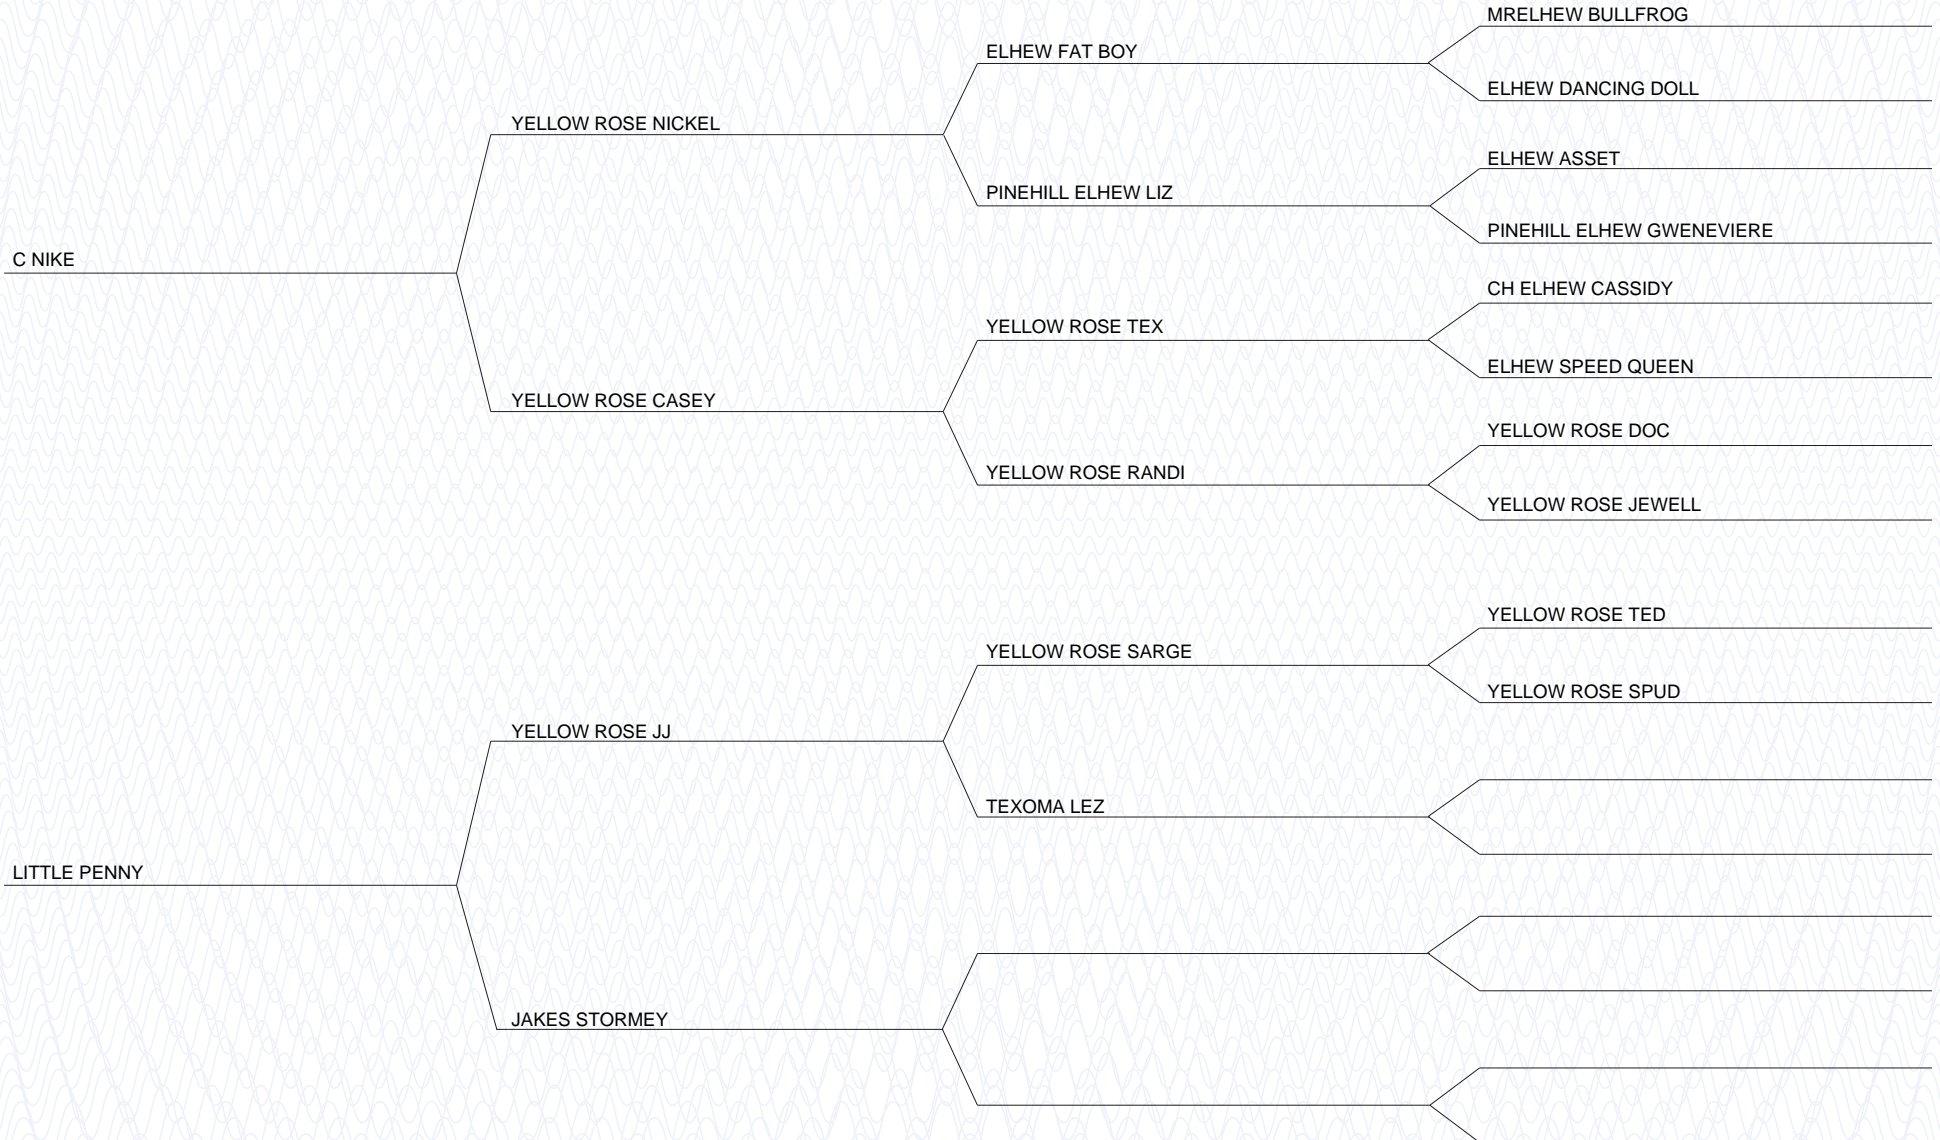 MRELHEW BULLFROG
ELHEW FAT BOY
ELHEW DANCING DOLL
YELLOW ROSE NICKEL
ELHEW ASSET
PINEHILL ELHEW LIZ
PINEHILL ELHEW GWENEVIERE
C NIKE
CH ELHEW CASSIDY
YELLOW ROSE TEX
ELHEW SPEED QUEEN
YELLOW ROSE CASEY
YELLOW ROSE DOC
YELLOW ROSE RANDI
YELLOW ROSE JEWELL
YELLOW ROSE TED
YELLOW ROSE SARGE
YELLOW ROSE SPUD
YELLOW ROSE JJ
TEXOMA LEZ
LITTLE PENNY
JAKES STORMEY